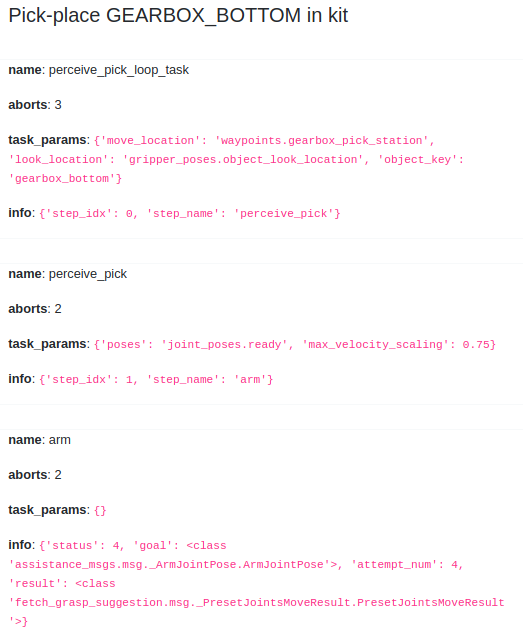 Pick-place GEARBOX_BOTTOM in kit
name: perceive_pick_loop_task
aborts: 3
task_params: {'move_location': 'waypoints.gearbox_pick_station',
'look_location': 'gripper_poses.object_look_location', 'object_key':
'gearbox_bottom'}
info: {'step_idx': 0, 'step_name': 'perceive_pick'}
name: perceive_pick
aborts: 2
task_params: {'poses': 'joint_poses.ready', 'max_velocity_scaling': 0.75}
info: {'step_idx': 1, 'step_name': 'arm'}
name: arm
aborts: 2
task_params: {}
info: {'status': 4, 'goal': <class
'assistance_msgs.msg._ArmJointPose.ArmJointPose'>, 'attempt_num': 4,
'result': <class
'fetch_grasp_suggestion.msg._PresetJointsMoveResult.PresetJointsMoveResult
'>}